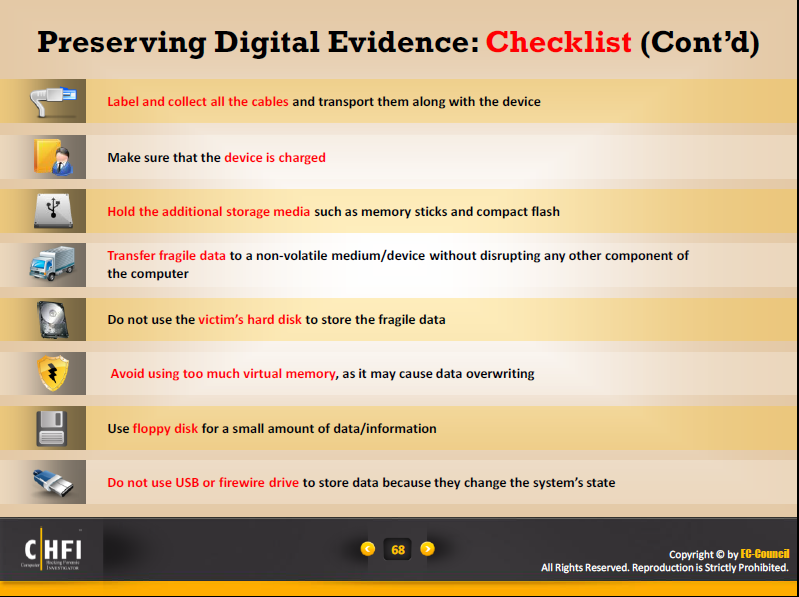 Preserving Digital Evidence: Checklist (Cont’d)
Label and collect all the cables and transport them along with the device
Make sure that the device is charged
Hold the additional storage media such as memory sticks and compact flash
Transfer fragile data to a non-volatile medium/device without disrupting any other component of
the computer
Do not use the victim’s hard disk to store the fragile data
Avoid using too much virtual memory, as it may cause data overwriting
Use floppy disk for a small amount of data/information
Do not use USB or firewire drive to store data because they change the system’s state
CHFI
Computer Hacking Forensic
INVESTIGATOR
68
Copyright © by EC-Council
All Rights Reserved. Reproduction is Strictly Prohibited.